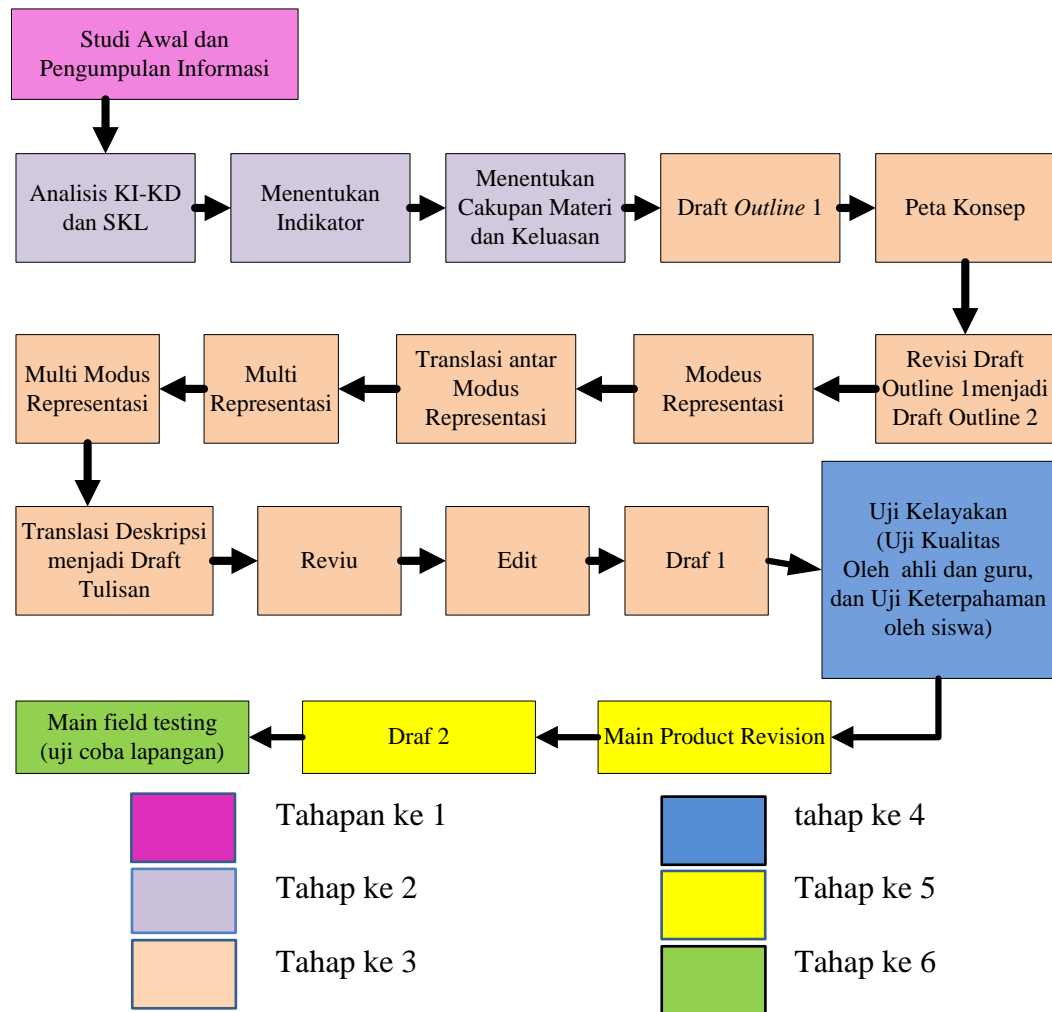 Studi Awal dan
Pengumpulan Informasi
Analisis KI-KD
dan SKL
Menentukan
Indikator
Menentukan
Cakupan Materi
dan Keluasan
Draft Outline 1
Peta Konsep
Revisi Draft
Outline 1menjadi
Draft Outline 2
Modeus
Representasi
Translasi antar
Modus
Representasi
Multi
Representasi
Multi Modus
Representasi
Translasi Deskripsi
menjadi Draft
Tulisan
Reviu
Edit
Draf 1
Uji Kelayakan
(Uji Kualitas
Oleh ahli dan guru,
dan Uji Keterpahaman
oleh siswa)
Main Product Revision
Draf 2
Main field testing
(uji coba lapangan)
Tahapan ke 1
Tahap ke 2
Tahap ke 3
tahap ke 4
Tahap ke 5
Tahap ke 6